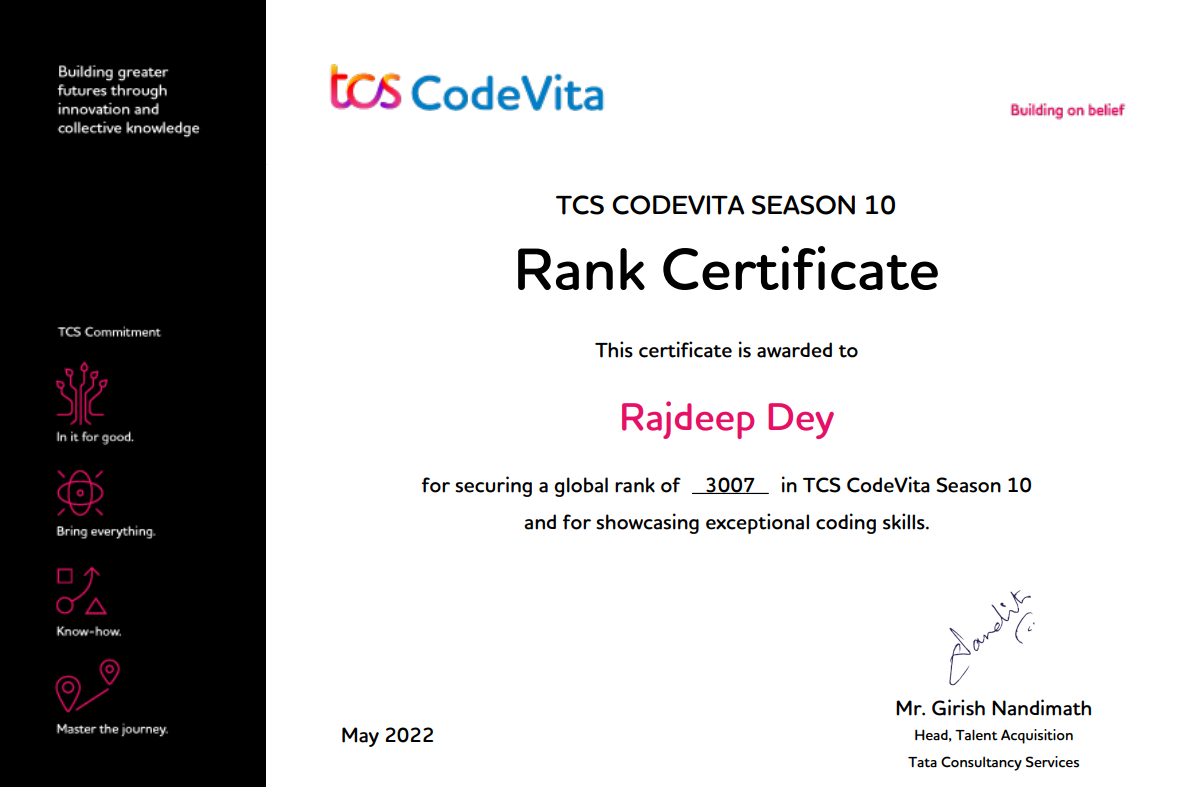 Building greater
futures through
innovation and
collective knowledge
TCS Commitment
In it for good.
Bring everything.
Know-how.
Master the journey.
tcs CodeVita
Building on belief
TCS CODEVITA SEASON 10
Rank Certificate
This certificate is awarded to
Rajdeep Dey
for securing a global rank of 3007 in TCS CodeVita Season 10
and for showcasing exceptional coding skills.
May 2022
Mr. Girish Nandimath
Head, Talent Acquisition
Tata Consultancy Services